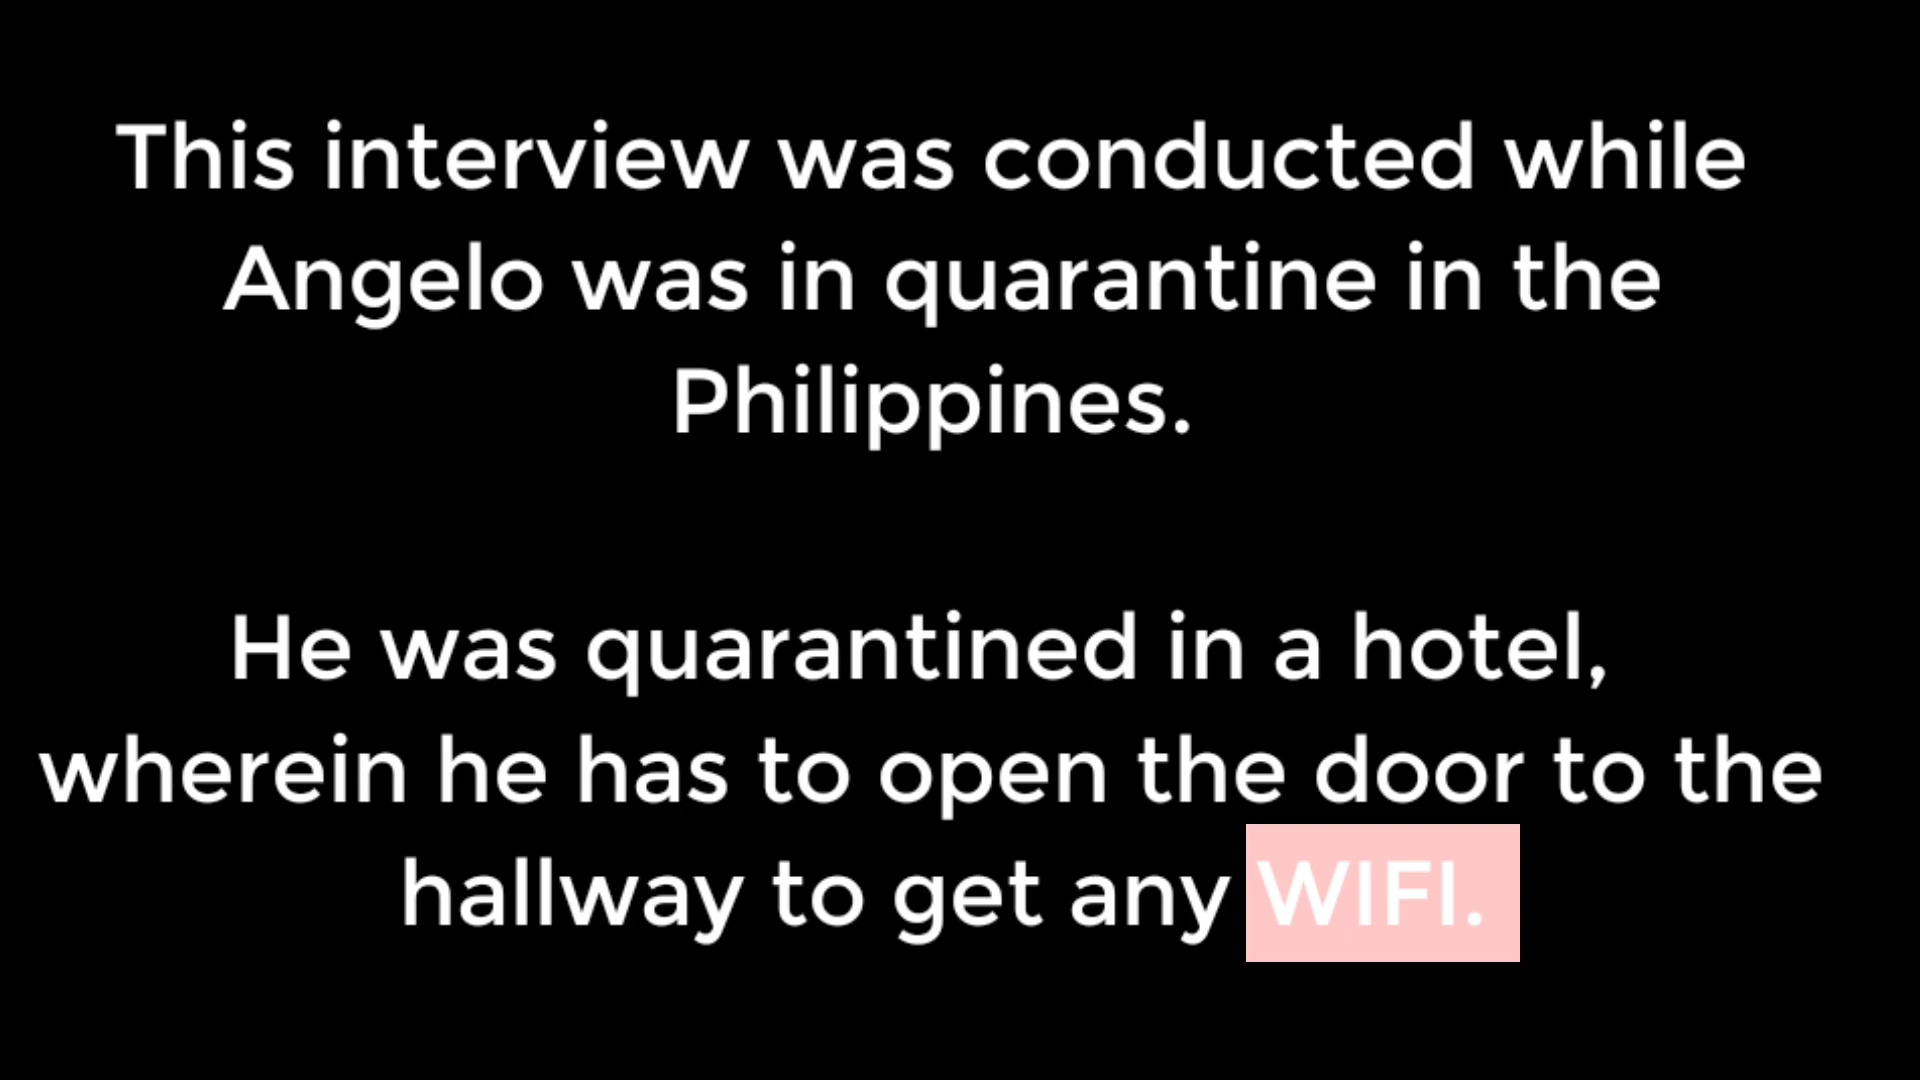 This interview was conducted while
Angelo was in quarantine in the
Philippines.
He was quarantined in a hotel,
wherein he has to open the door to the
hallway to get any WIFI.